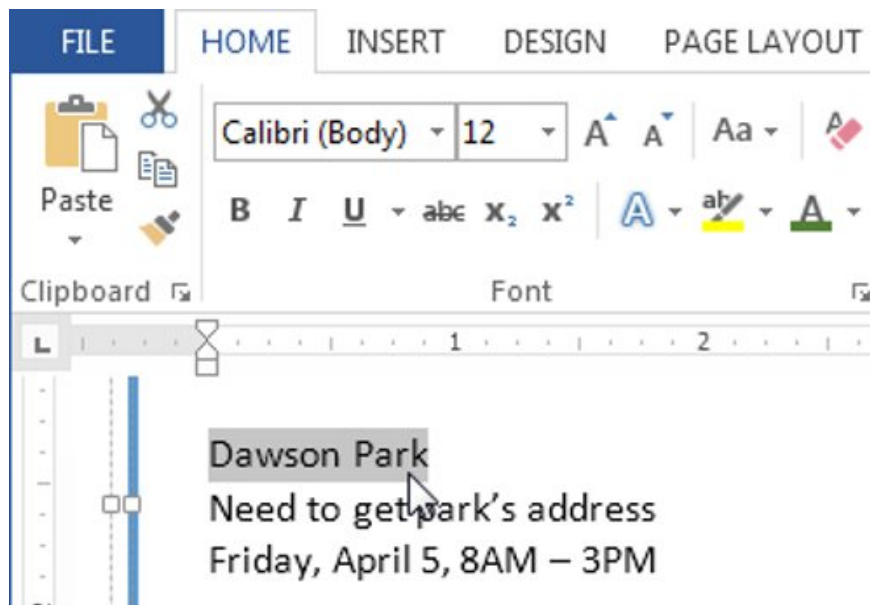 FILE HOME INSERT DESIGN PAGE LAYOUT
Calibri (Body) 12 A A Aa A
Paste B I U abc X₂ X² A ab A
Clipboard Font
L 1 2
Dawson Park
Need to get park’s address
Friday, April 5, 8AM – 3PM